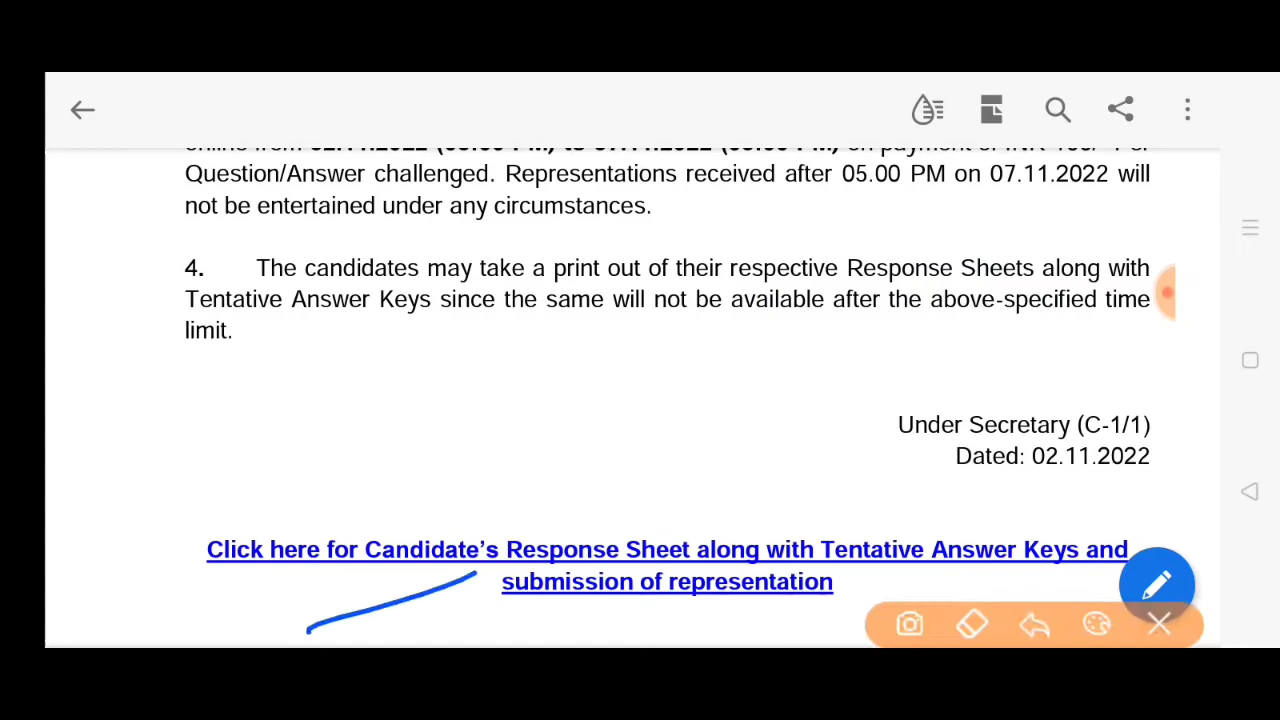 Question/Answer challenged. Representations received after 05.00 PM on 07.11.2022 will
not be entertained under any circumstances.
4. The candidates may take a print out of their respective Response Sheets along with
Tentative Answer Keys since the same will not be available after the above-specified time
limit.
Under Secretary (C-1/1)
Dated: 02.11.2022
Click here for Candidate's Response Sheet along with Tentative Answer Keys and
submission of representation